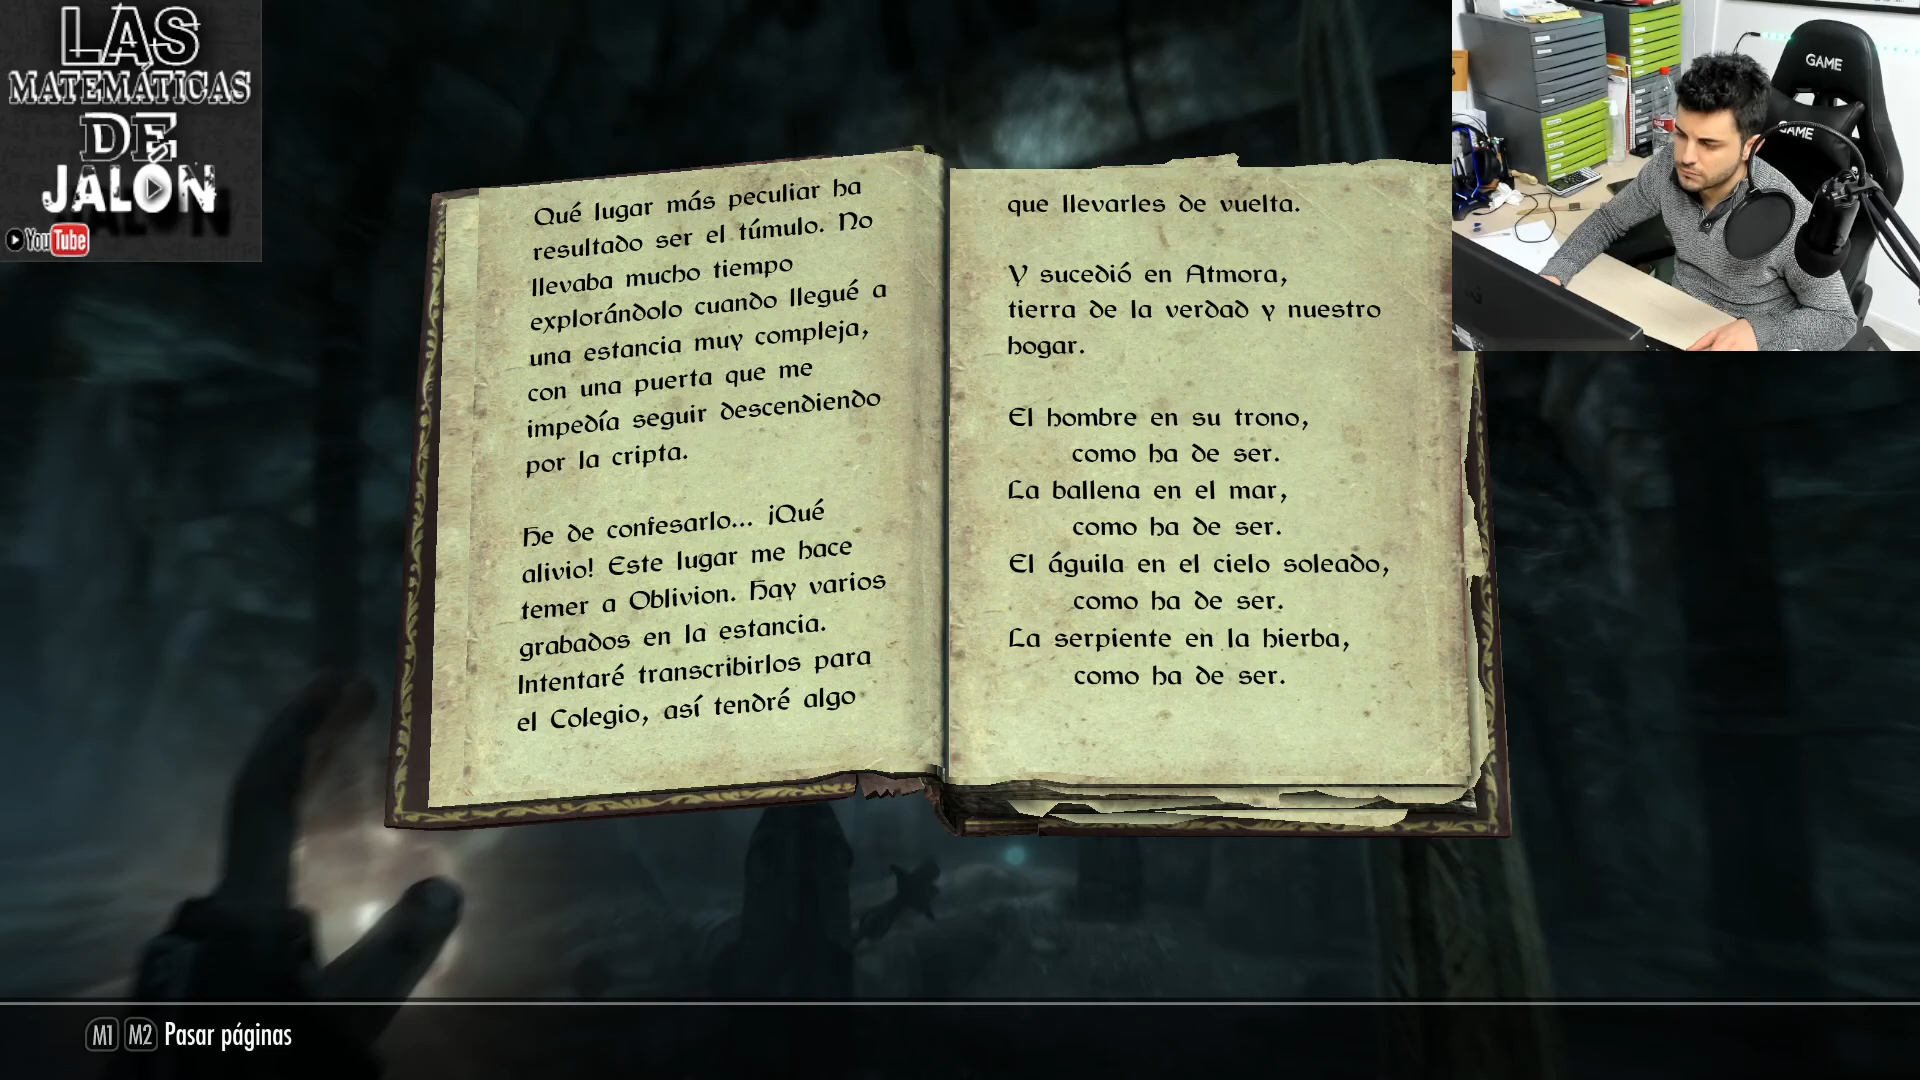 LAS
MATEMÁTICAS
DE
JALÓN
YouTube
GAME
GAME
Qué lugar más peculiar ha
resultado ser el túmulo. No
llevaba mucho tiempo
explorándolo cuando llegué a
una estancia muy compleja,
con una puerta que me
impedía seguir descendiendo
por la cripta.
He de confesarlo... ¡Qué
alivio! Este lugar me hace
temer a Oblivion. Hay varios
grabados en la estancia.
Intentaré transcribirlos para
el Colegio, así tendré algo
que llevarles de vuelta.
Y sucedió en Atmora,
tierra de la verdad y nuestro
hogar.
El hombre en su trono,
como ha de ser.
La ballena en el mar,
como ha de ser.
El águila en el cielo soleado,
como ha de ser.
La serpiente en la hierba,
como ha de ser.
M1 M2 Pasar páginas